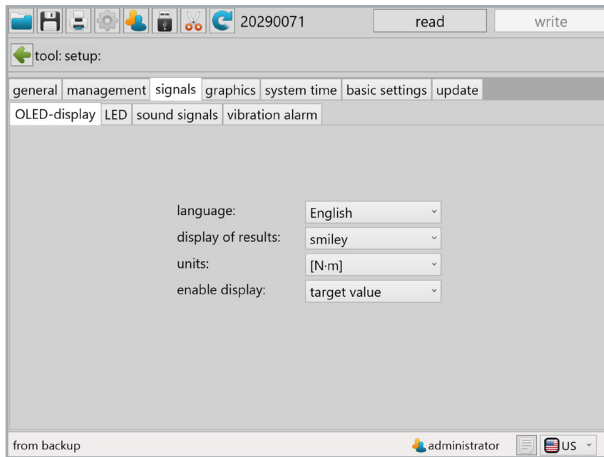 20290071 read write
tool: setup:
general management signals graphics system time basic settings update
OLED-display LED sound signals vibration alarm
language: English
display of results: smiley
units: [N·m]
enable display: target value
from backup administrator US